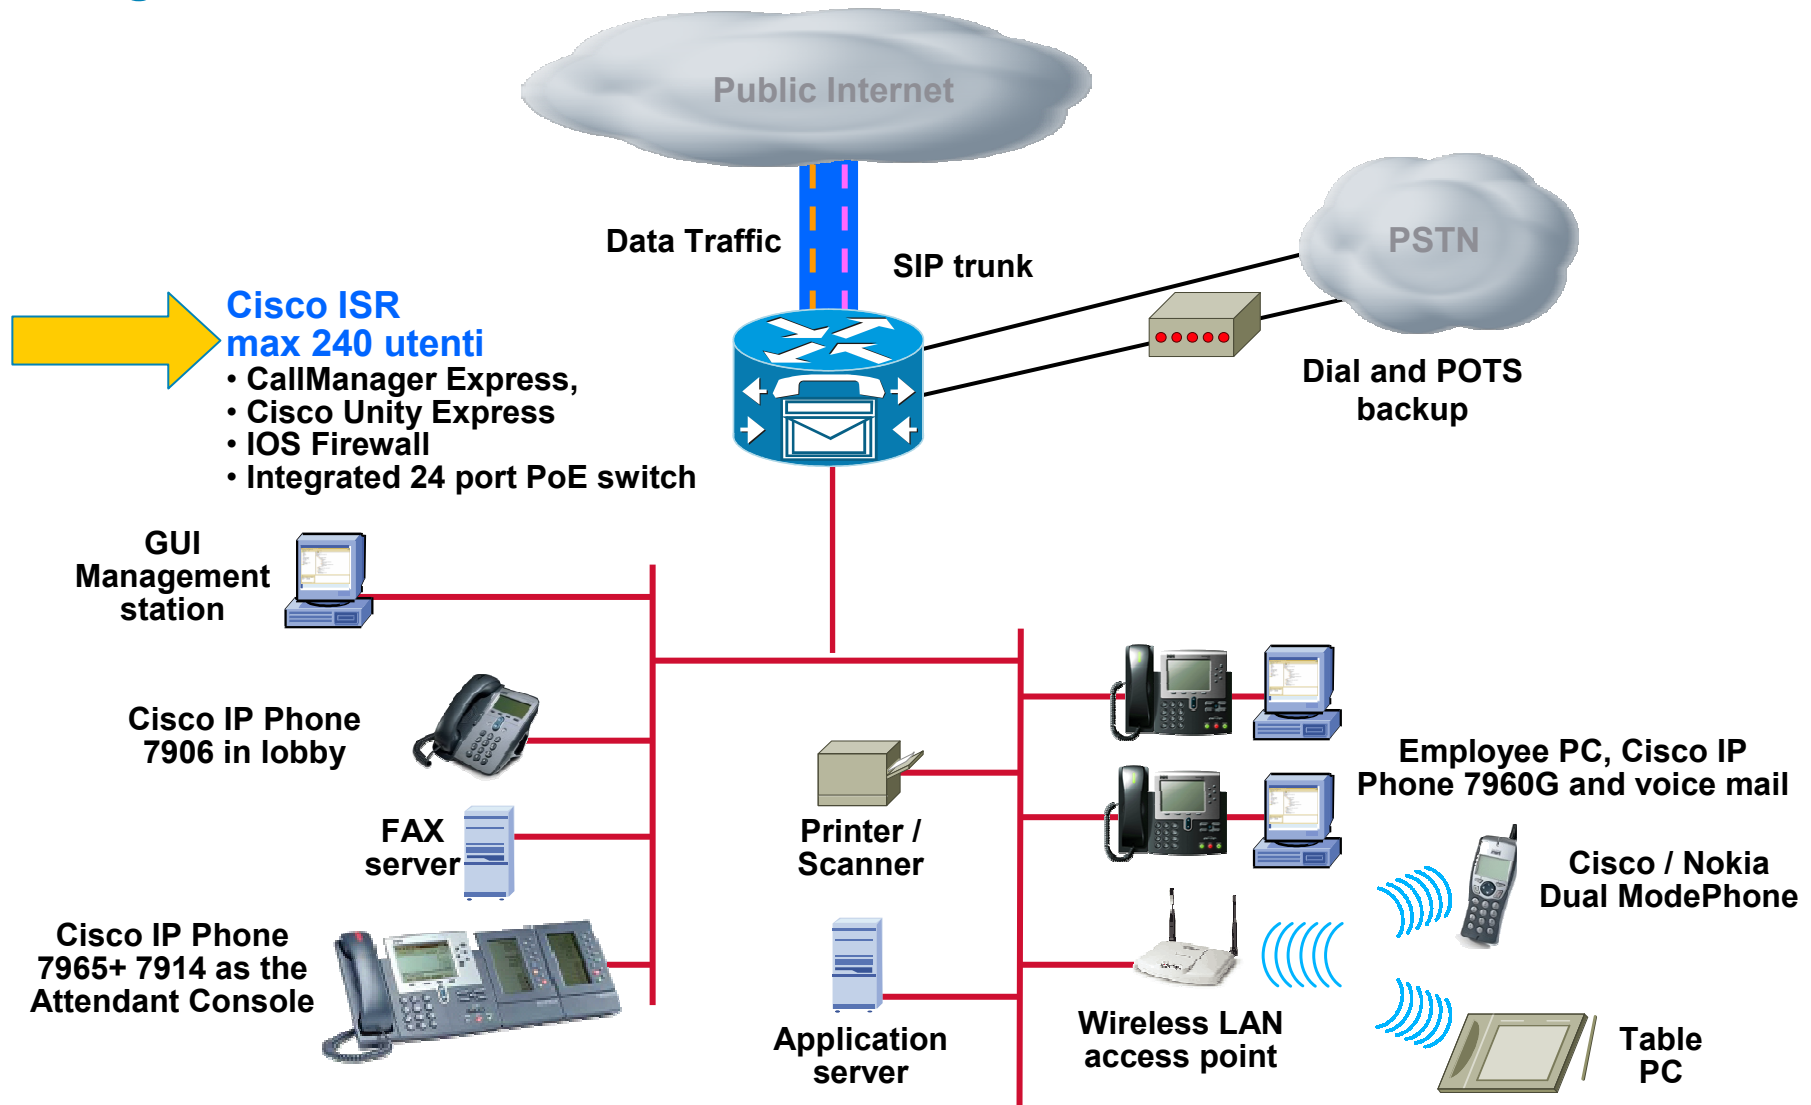 Public Internet
PSTN
Data Traffic
SIP trunk
Cisco ISR
max 240 utenti
• CallManager Express,
• Cisco Unity Express
• IOS Firewall
• Integrated 24 port PoE switch
Dial and POTS
backup
GUI
Management
station
Cisco IP Phone
7906 in lobby
FAX
server
Cisco IP Phone
7965+ 7914 as the
Attendant Console
Printer /
Scanner
Application
server
Employee PC, Cisco IP
Phone 7960G and voice mail
Cisco / Nokia
Dual ModePhone
Wireless LAN
access point
Table
PC